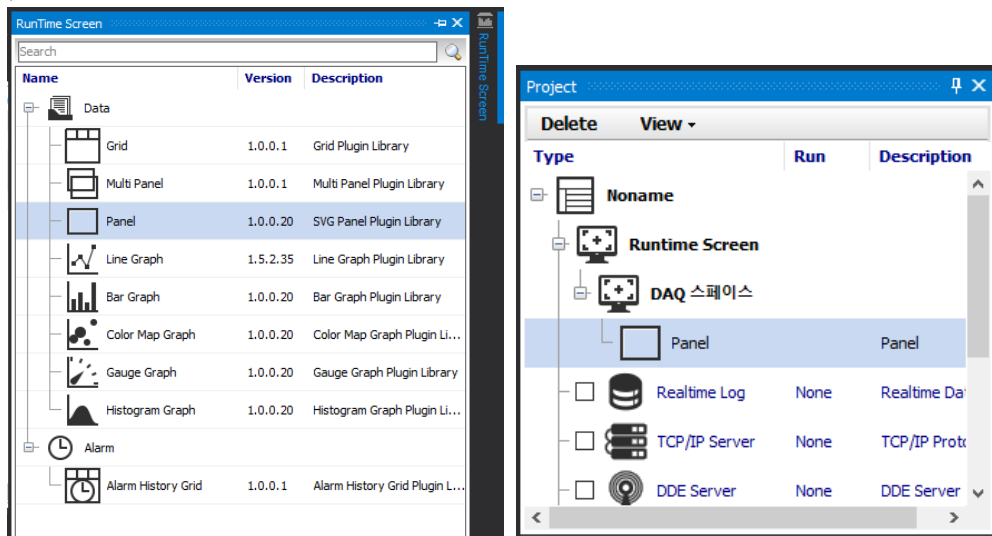 RunTime Screen
Search
Name Version Description
Data
Grid 1.0.0.1 Grid Plugin Library
Multi Panel 1.0.0.1 Multi Panel Plugin Library
Panel 1.0.0.20 SVG Panel Plugin Library
Line Graph 1.5.2.35 Line Graph Plugin Library
Bar Graph 1.0.0.20 Bar Graph Plugin Library
Color Map Graph 1.0.0.20 Color Map Graph Plugin Li...
Gauge Graph 1.0.0.20 Gauge Graph Plugin Library
Histogram Graph 1.0.0.20 Histogram Graph Plugin Li...
Alarm
Alarm History Grid 1.0.0.1 Alarm History Grid Plugin L...
RunTime Screen
Project
Delete View
Type Run Description
Noname
Runtime Screen
DAQ 스페이스
Panel Panel
Realtime Log None Realtime Da
TCP/IP Server None TCP/IP Proto
DDE Server None DDE Server